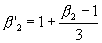 β'₂ = 1 + (β₂ − 1)/3